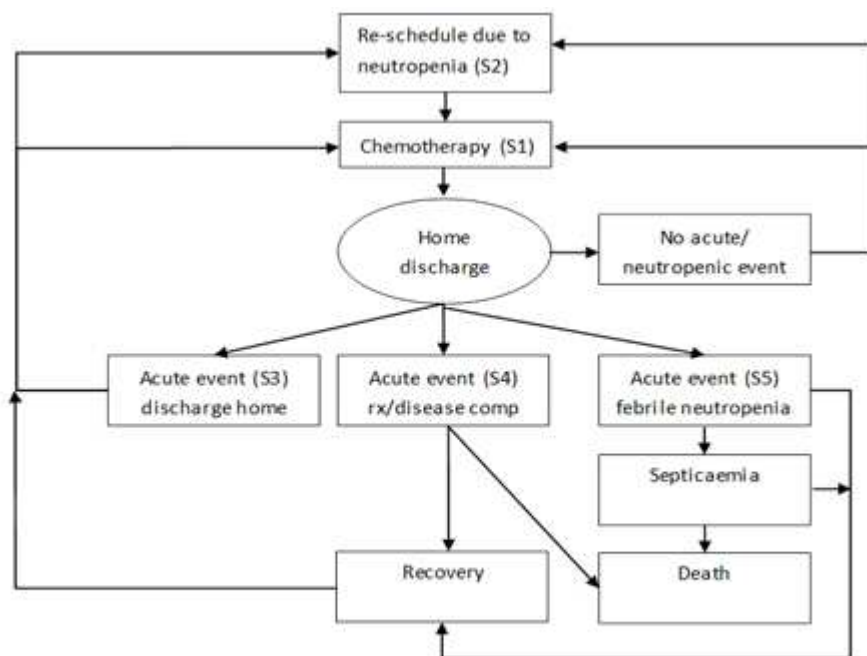 Re-schedule due to
neutropenia (S2)
Chemotherapy (S1)
Home
discharge
No acute/
neutropenic event
Acute event (S3)
discharge home
Acute event (S4)
rx/disease comp
Acute event (S5)
febrile neutropenia
Septicaemia
Recovery
Death